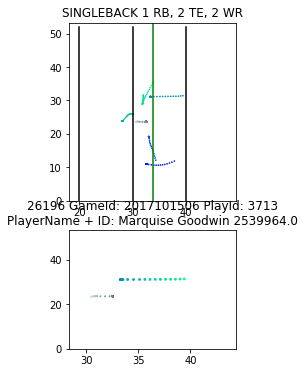 SINGLEBACK 1 RB, 2 TE, 2 WR
50
40
30
20
10
0
20 30 40
26196 GameId: 2017101506 PlayId: 3713
PlayerName + ID: Marquise Goodwin 2539964.0
40
20
0
30 35 40